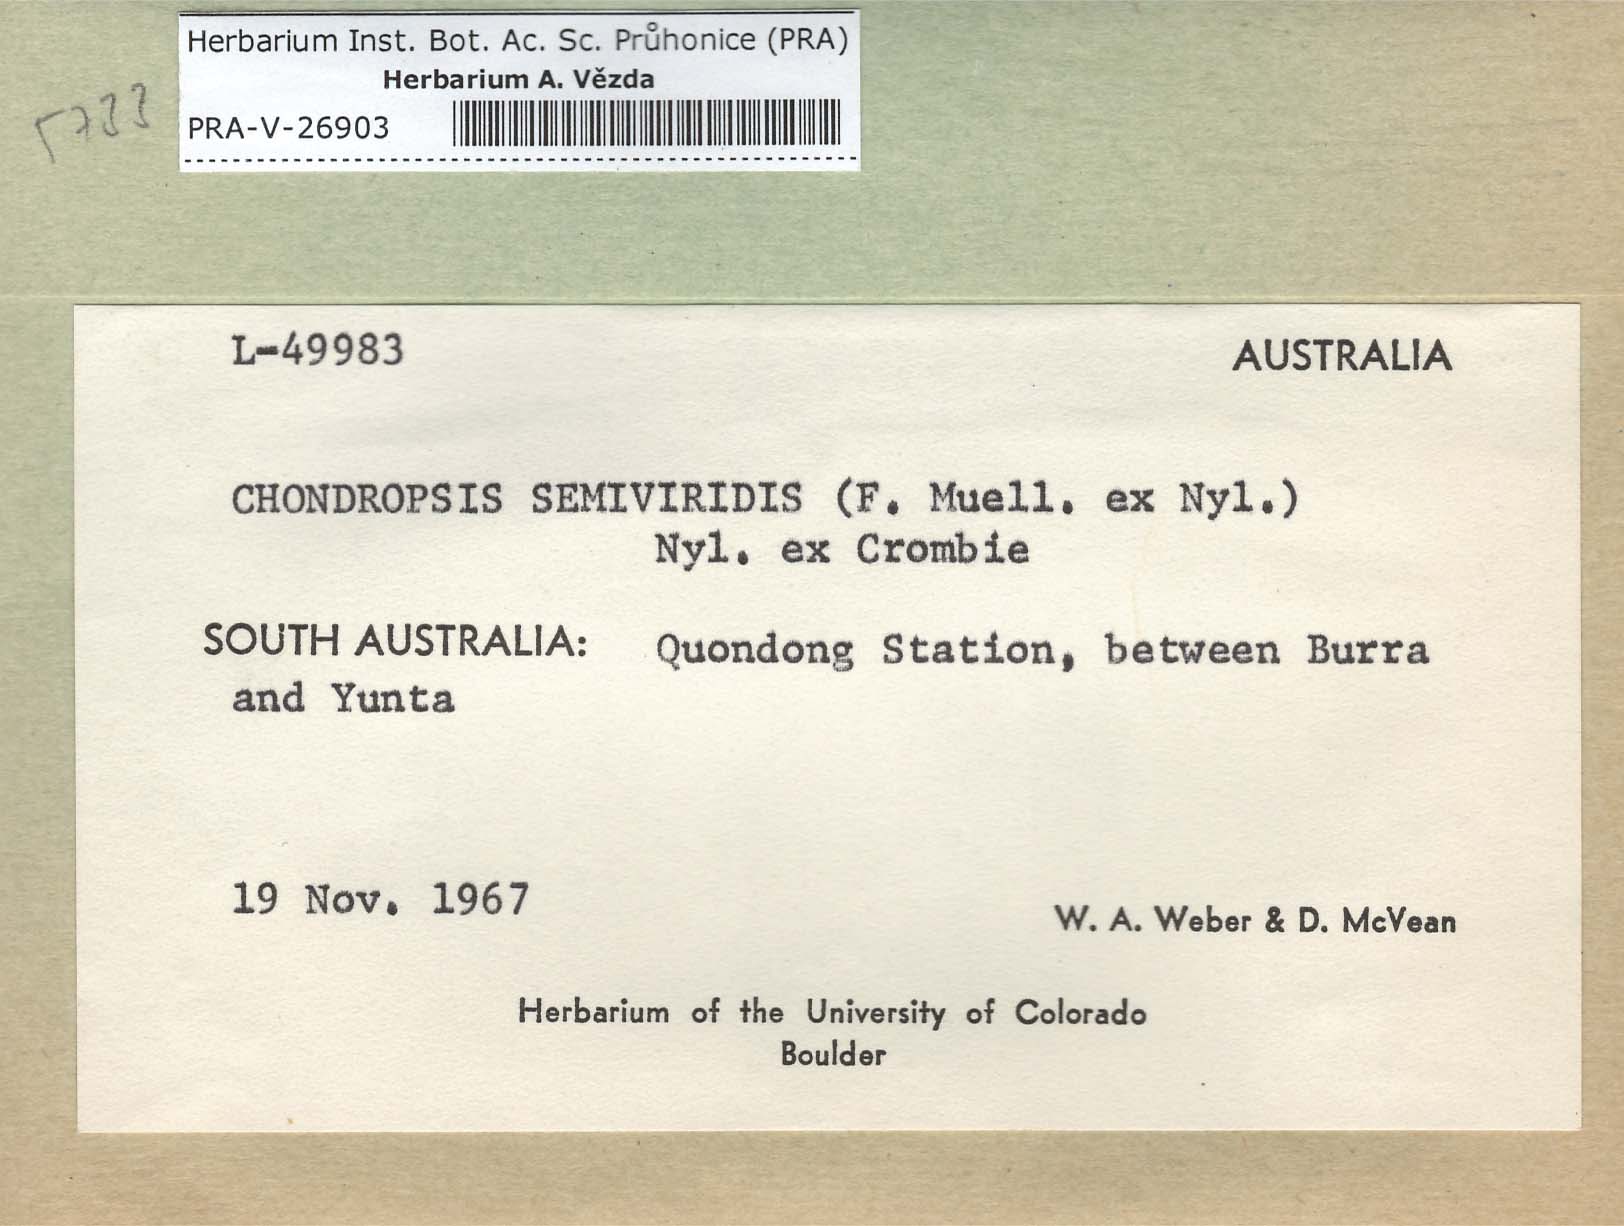 Herbarium Inst. Bot. Ac. Sc. Průhonice (PRA)
Herbarium A. Vězda
PRA-V-26903
5733
L-49983
AUSTRALIA
CHONDROPSIS SEMIVIRIDIS (F. Muell. ex Nyl.)
Nyl. ex Crombie
SOUTH AUSTRALIA: Quondong Station, between Burra
and Yunta
19 Nov. 1967
W. A. Weber & D. McVean
Herbarium of the University of Colorado
Boulder